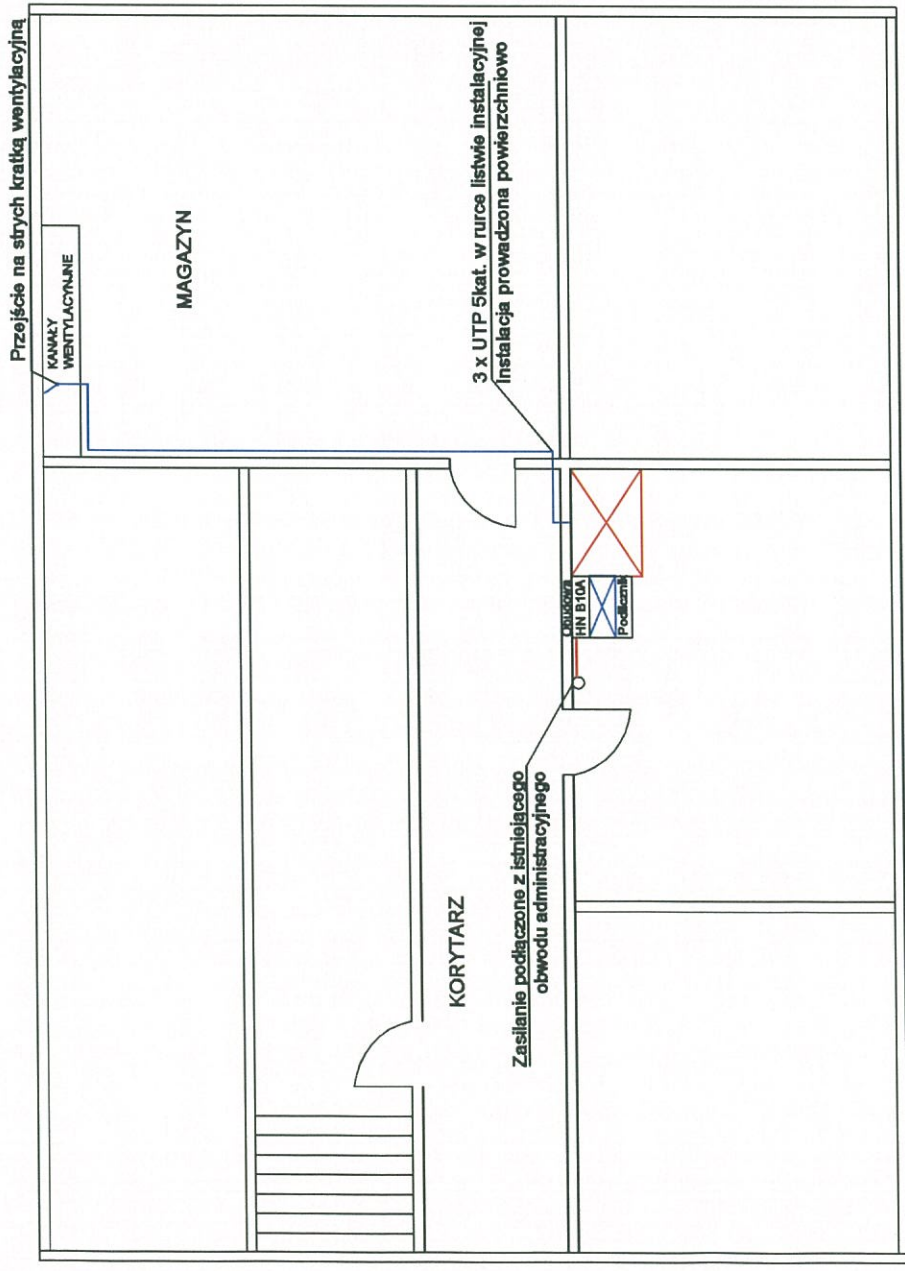 Przejście na strych kratką wentylacyjną
KANAŁY
WENTYLACYNJNE
MAGAZYN
3 x UTP 5kat. w rurce listwie instalacyjnej
Instalacja prowadzona powierzchniowo
Obudowa
HN B10A
Podlicznik
KORYTARZ
Zasilanie podłączone z istniejącego
obwodu administracyjnego